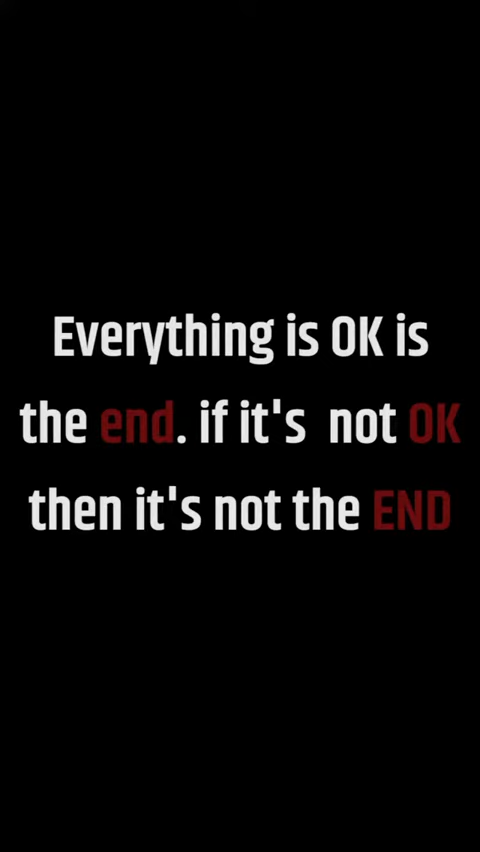 Everything is OK is
the end. if it's  not OK
then it's not the END